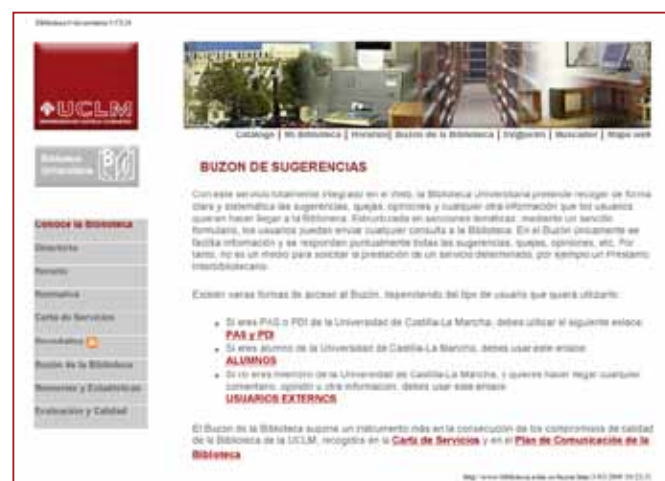 Biblioteca Universitaria UCLM
UCLM
Biblioteca
Universitaria
Catálogo | Mi Biblioteca | Horarios| Buzón de la Biblioteca | | Buscador | Mapa web
BUZON DE SUGERENCIAS
Con este servicio totalmente integrado en el Web, la Biblioteca Universitaria pretende recoger de forma
clara y sistemática las sugerencias, quejas, opiniones y cualquier otra información que los usuarios
quieran hacer llegar a la Biblioteca. Estructurada en secciones temáticas, mediante un sencillo
formulario, los usuarios pueden enviar cualquier consulta a la Biblioteca. En el Buzón únicamente se
facilita información y se responden puntualmente todas las sugerencias, quejas, opiniones, etc. Por
tanto, no es un medio para solicitar la prestación de un servicio determinado, por ejemplo un Préstamo
Interbibliotecario.
Existen varias formas de acceso al Buzón, dependiendo del tipo de usuario que quiera utilizarlo:
Si eres PAS o PDI de la Universidad de Castilla-La Mancha, debes utilizar el siguiente enlace:
PAS y PDI
Si eres alumno de la Universidad de Castilla-La Mancha, debes usar este enlace:
ALUMNOS
Si no eres miembro de la Universidad de Castilla-La Mancha, y quieres hacer llegar cualquier
comentario, opinión u otra información, debes usar este enlace:
USUARIOS EXTERNOS
El Buzón de la Biblioteca supone un instrumento más en la consecución de los compromisos de calidad
de la Biblioteca de la UCLM, recogidos en la Carta de Servicios y en el Plan de Comunicación de la
Biblioteca
Conoce la Biblioteca
Directorio
Horario
Normativa
Carta de Servicios
Novedades
Buzón de la Biblioteca
Memorias y Estadísticas
Evaluación y Calidad